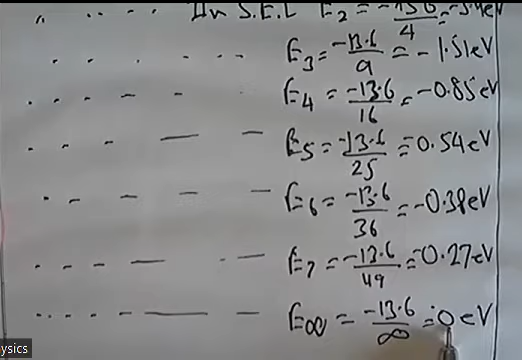 " IIn S.E.L E₂ = -13.6/4 = -3.4eV
E₃ = -13.6/9 = -1.51eV
E₄ = -13.6/16 = -0.85eV
E₅ = -13.6/25 = 0.54eV
E₆ = -13.6/36 = -0.38eV
E₇ = -13.6/49 = -0.27eV
E∞ = -13.6/∞ = 0eV
ysics